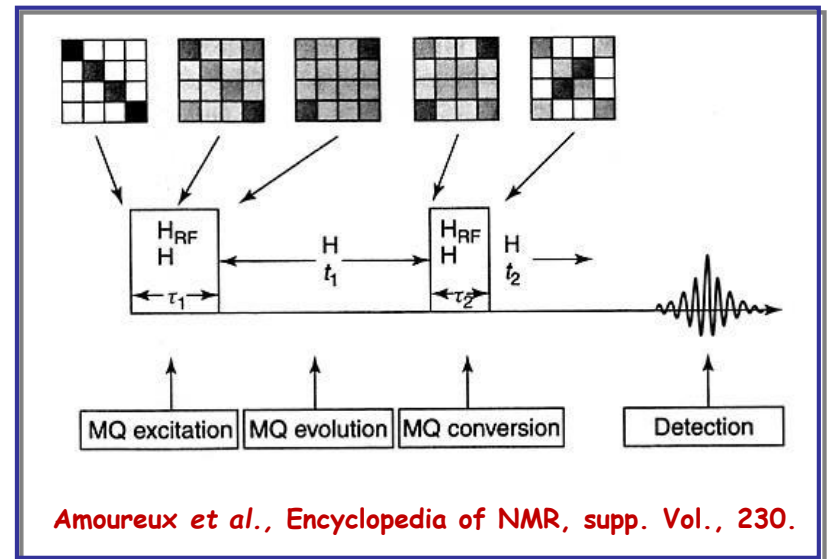 H_RF
H
τ₁
H
t₁
H_RF
H
τ₂
H
t₂
MQ excitation
MQ evolution
MQ conversion
Detection
Amoureux et al., Encyclopedia of NMR, supp. Vol., 230.